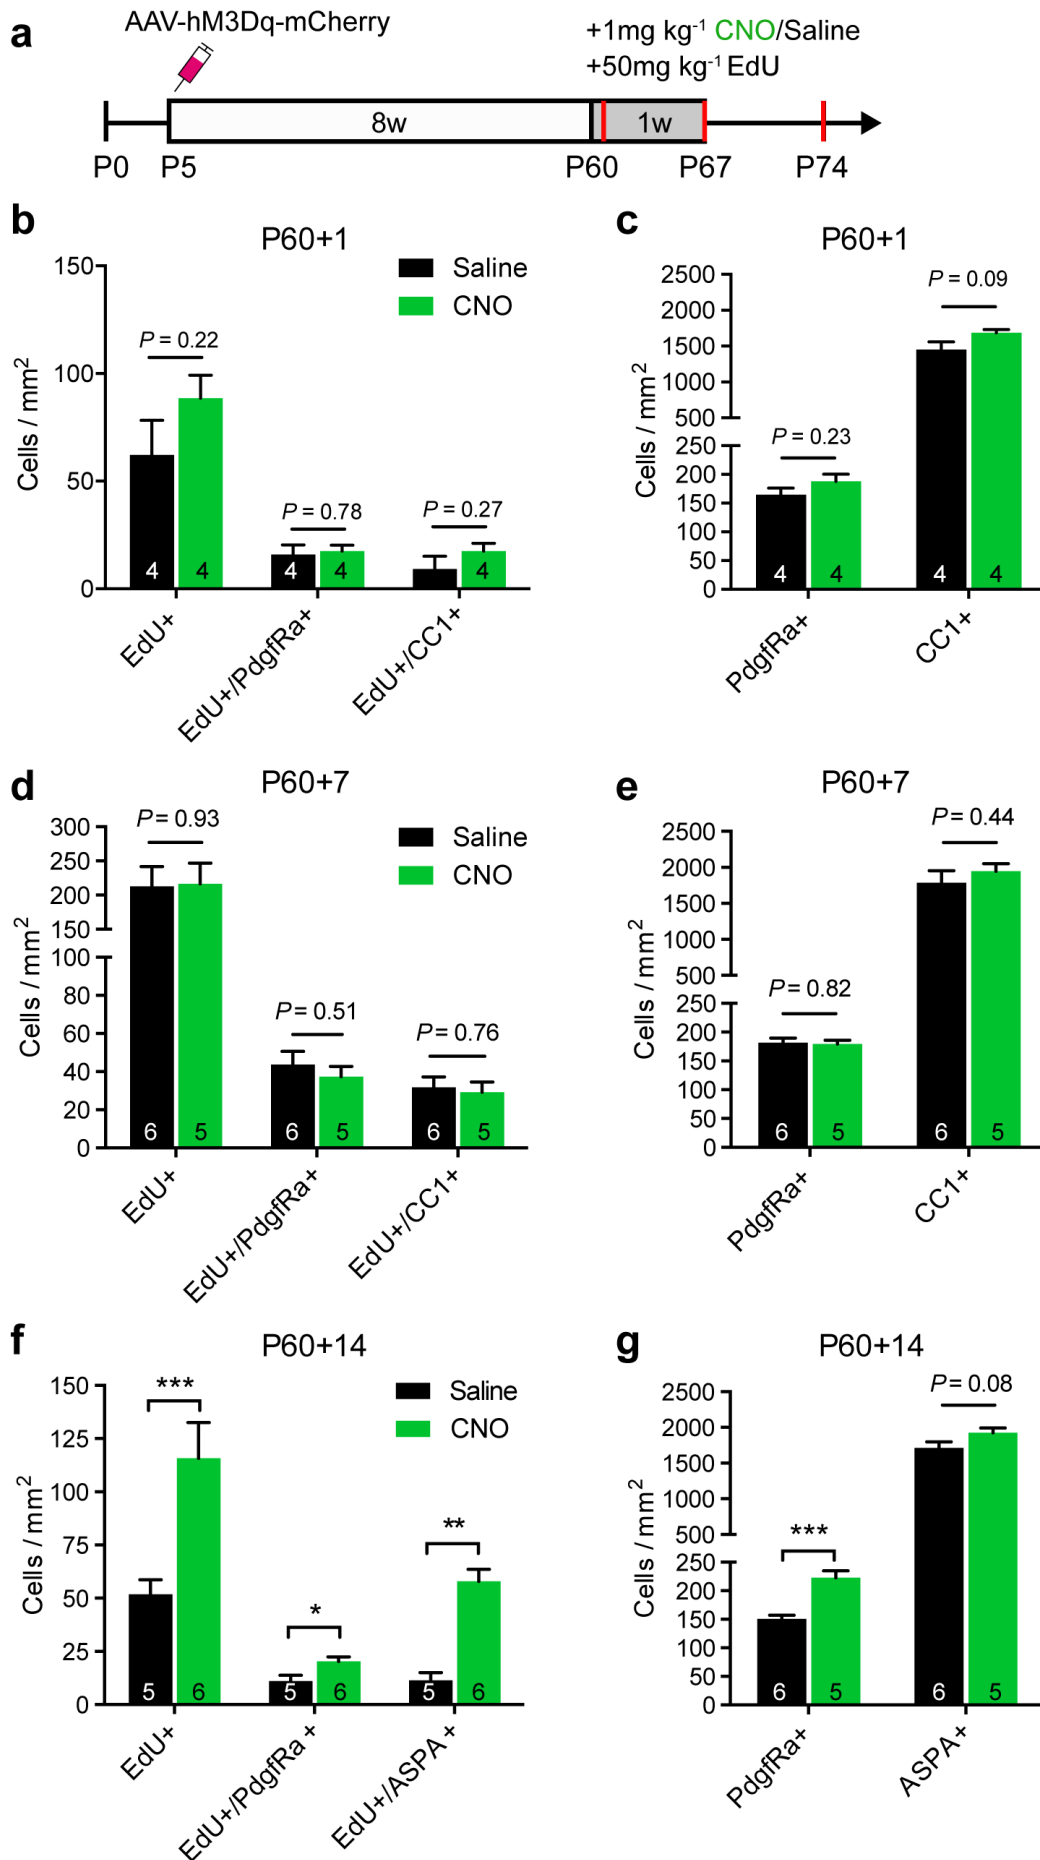 a
AAV-hM3Dq-mCherry
+1mg kg⁻¹ CNO/Saline
+50mg kg⁻¹ EdU
8w
1w
P0
P5
P60
P67
P74
b
P60+1
Saline
CNO
Cells / mm²
150
100
50
0
P = 0.22
P = 0.78
P = 0.27
4
4
4
4
4
EdU+
EdU+/PdgfRa+
EdU+/CC1+
c
P60+1
Cells / mm²
2500
2000
1500
1000
500
250
200
150
100
50
0
P = 0.23
P = 0.09
4
4
4
4
PdgfRa+
CC1+
d
P60+7
Saline
CNO
Cells / mm²
300
250
200
150
100
80
60
40
20
0
P = 0.93
P = 0.51
P = 0.76
6
5
6
5
6
5
EdU+
EdU+/PdgfRa+
EdU+/CC1+
e
P60+7
Cells / mm²
2500
2000
1500
1000
500
250
200
150
100
50
0
P = 0.82
P = 0.44
6
5
6
5
PdgfRa+
CC1+
f
P60+14
Saline
CNO
Cells / mm²
150
125
100
75
50
25
0
***
*
**
5
6
5
6
5
6
EdU+
EdU+/PdgfRa +
EdU+/ASPA +
g
P60+14
Cells / mm²
2500
2000
1500
1000
500
250
200
150
100
50
0
***
P = 0.08
6
5
6
5
PdgfRa+
ASPA +